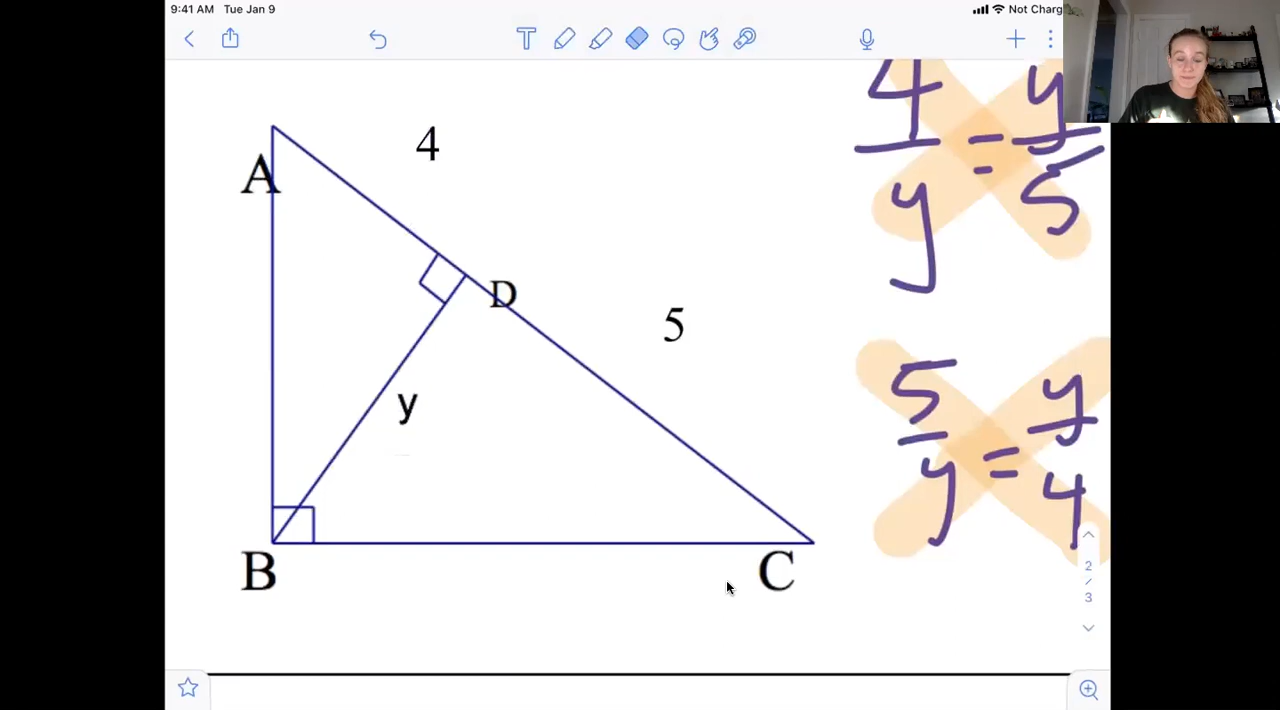 9:41 AM Tue Jan 9
Not Charg
T
4
A
D
5
y
B
C
4/y = y/5
5/y = y/4
2
/
3